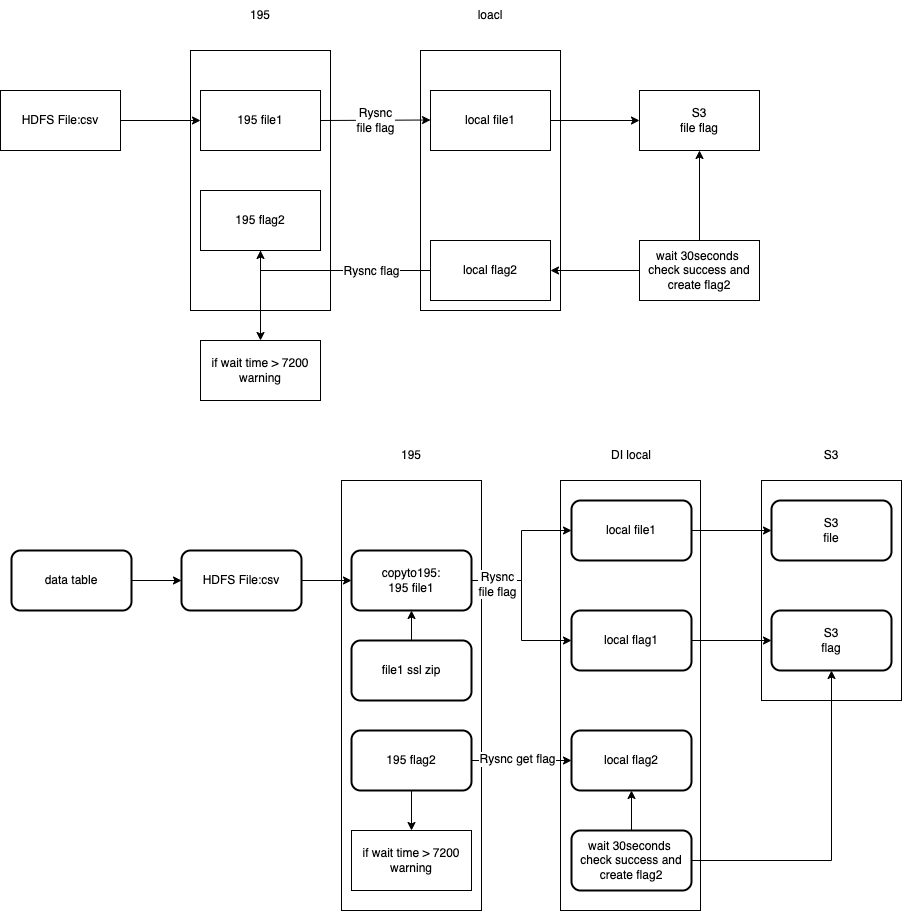 195
loacl
HDFS File:csv
195 file1
Rysnc
file flag
local file1
S3
file flag
195 flag2
Rysnc flag
local flag2
wait 30seconds
check success and
create flag2
if wait time > 7200
warning
195
DI local
S3
data table
HDFS File:csv
copyto195:
195 file1
Rysnc
file flag
local file1
S3
file
local flag1
S3
flag
file1 ssl zip
195 flag2
Rysnc get flag
local flag2
if wait time > 7200
warning
wait 30seconds
check success and
create flag2